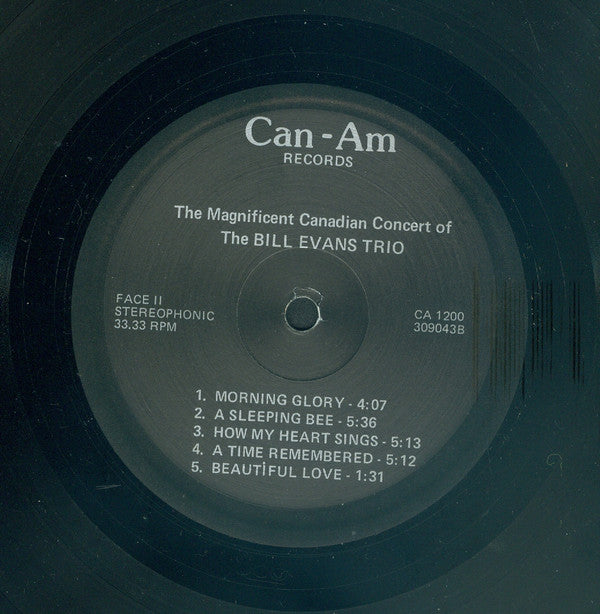 Can-Am
RECORDS
The Magnificent Canadian Concert of
The BILL EVANS TRIO
FACE II
STEREOPHONIC
33.33 RPM
CA 1200
309043B
1. MORNING GLORY - 4:07
2. A SLEEPING BEE - 5:36
3. HOW MY HEART SINGS - 5:13
4. A TIME REMEMBERED - 5:12
5. BEAUTİFUL LOVE - 1:31